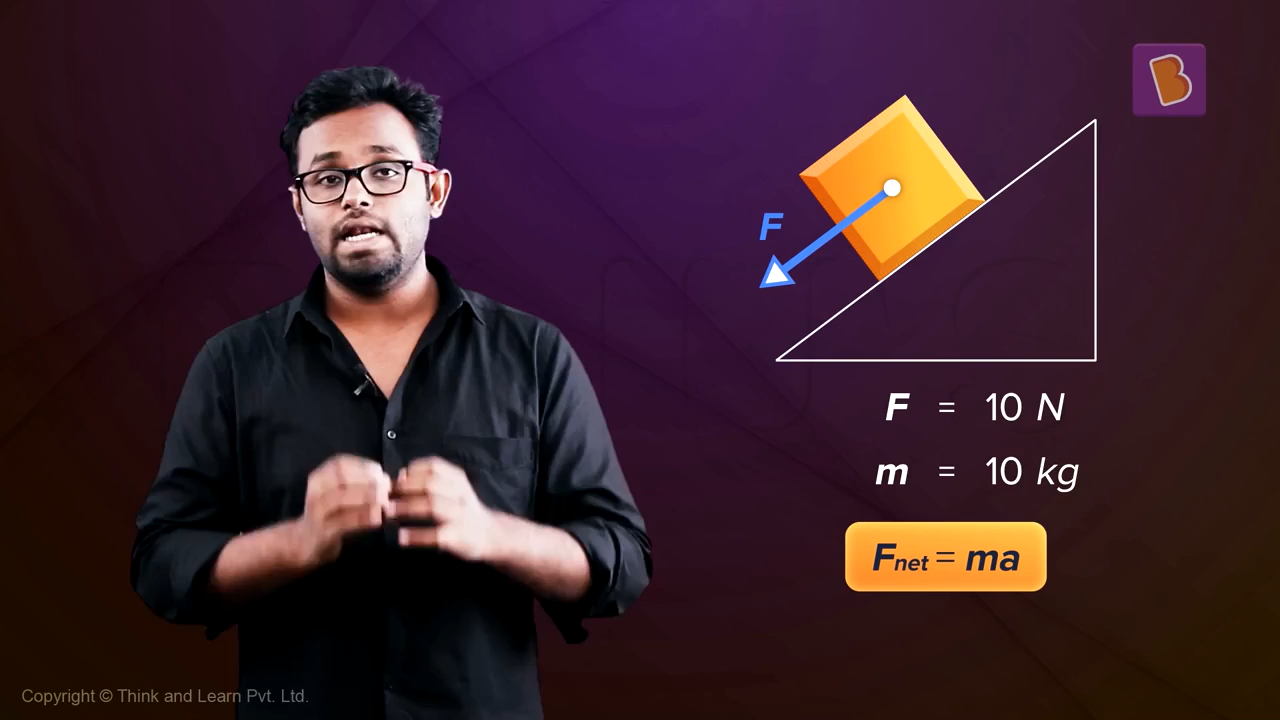 B
F
F = 10 N
m = 10 kg
Fnet = ma
Copyright © Think and Learn Pvt. Ltd.